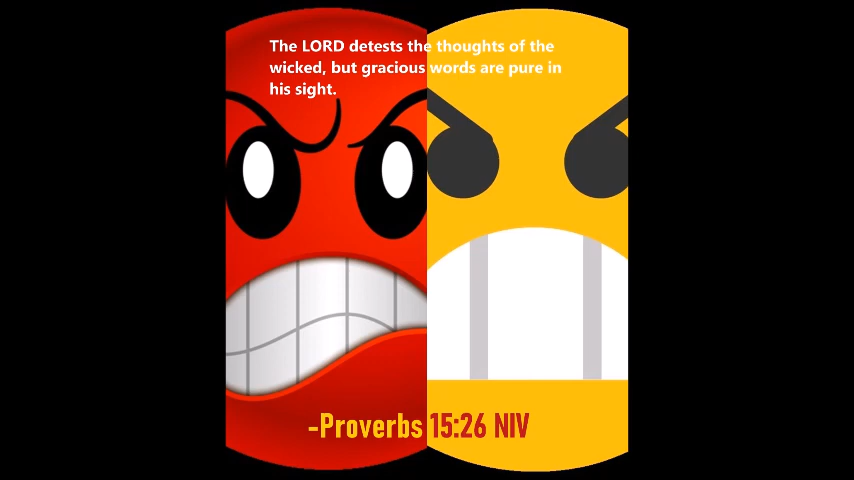 The LORD detests the thoughts of the
wicked, but gracious words are pure in
his sight.
-Proverbs 15:26 NIV